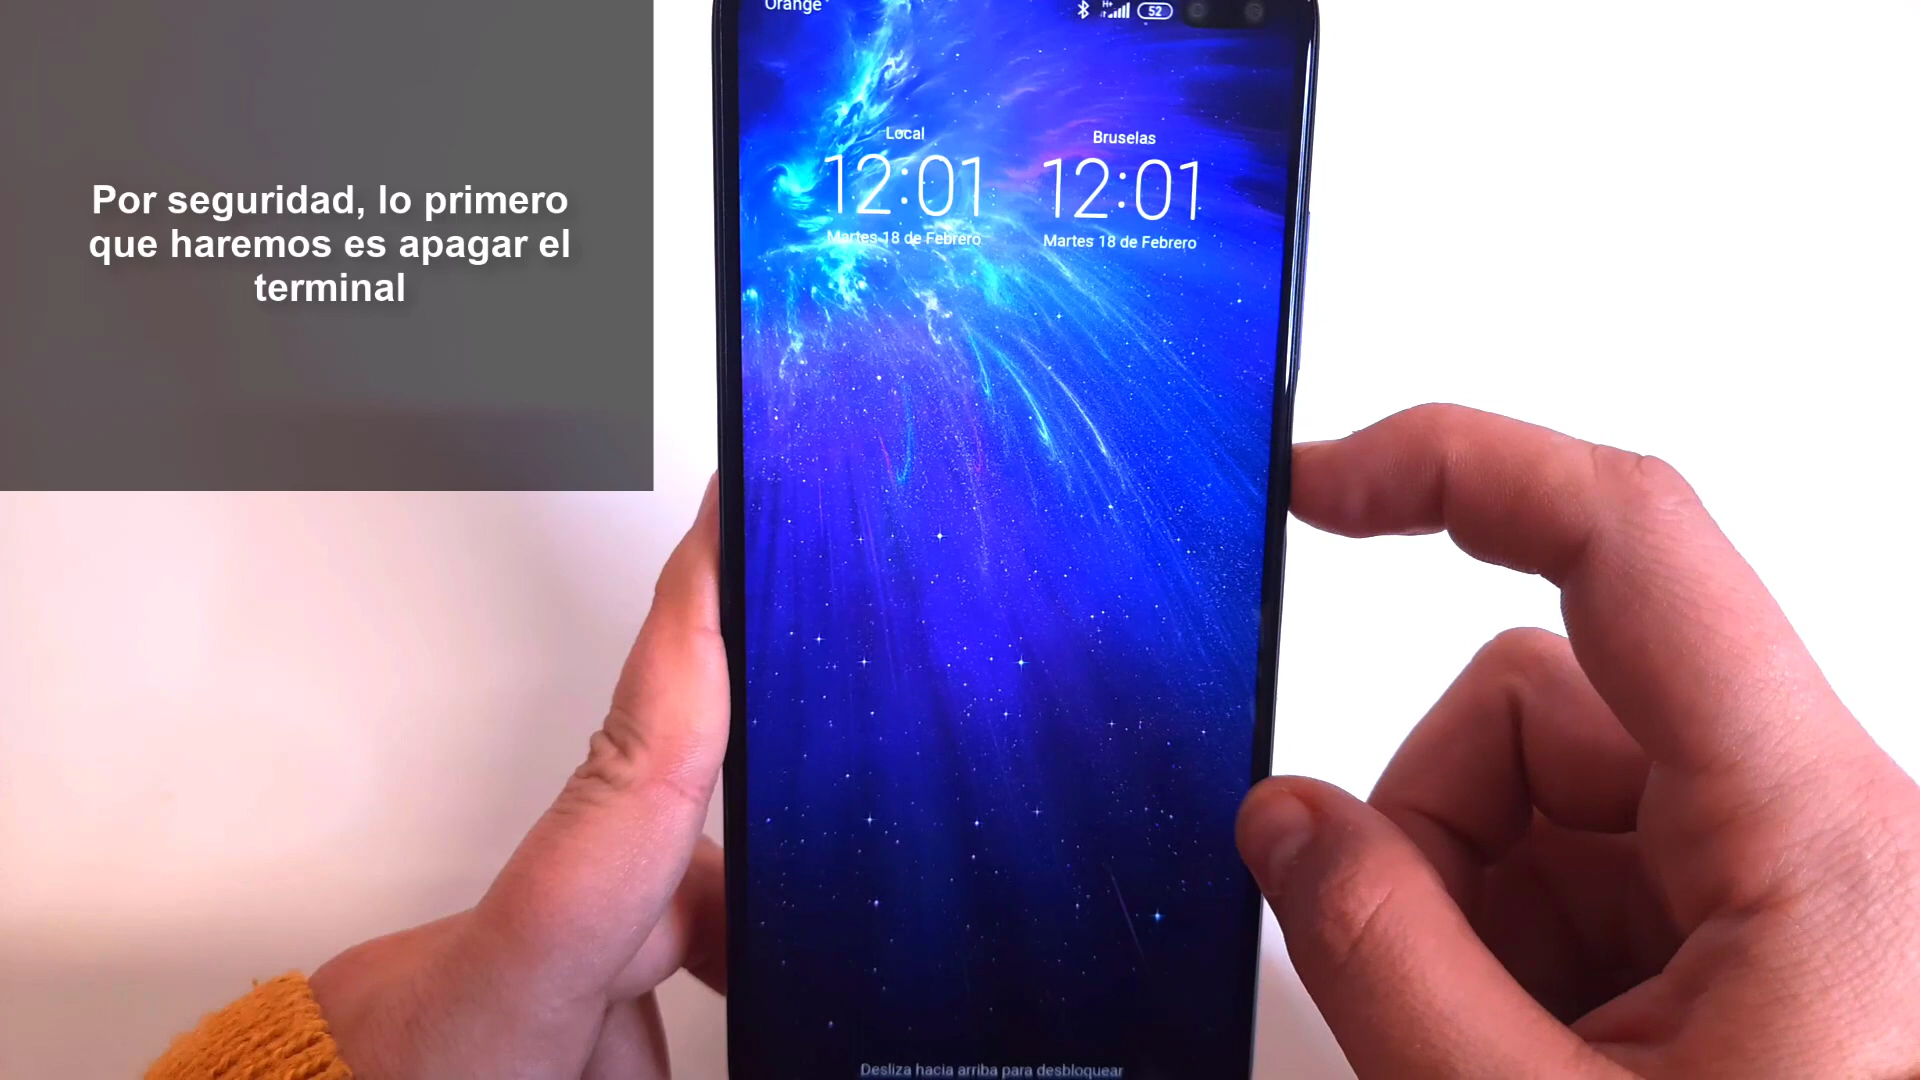 Orange
52
Por seguridad, lo primero
que haremos es apagar el
terminal
Local
12:01
Martes 18 de Febrero
Bruselas
12:01
Martes 18 de Febrero
Desliza hacia arriba para desbloquear